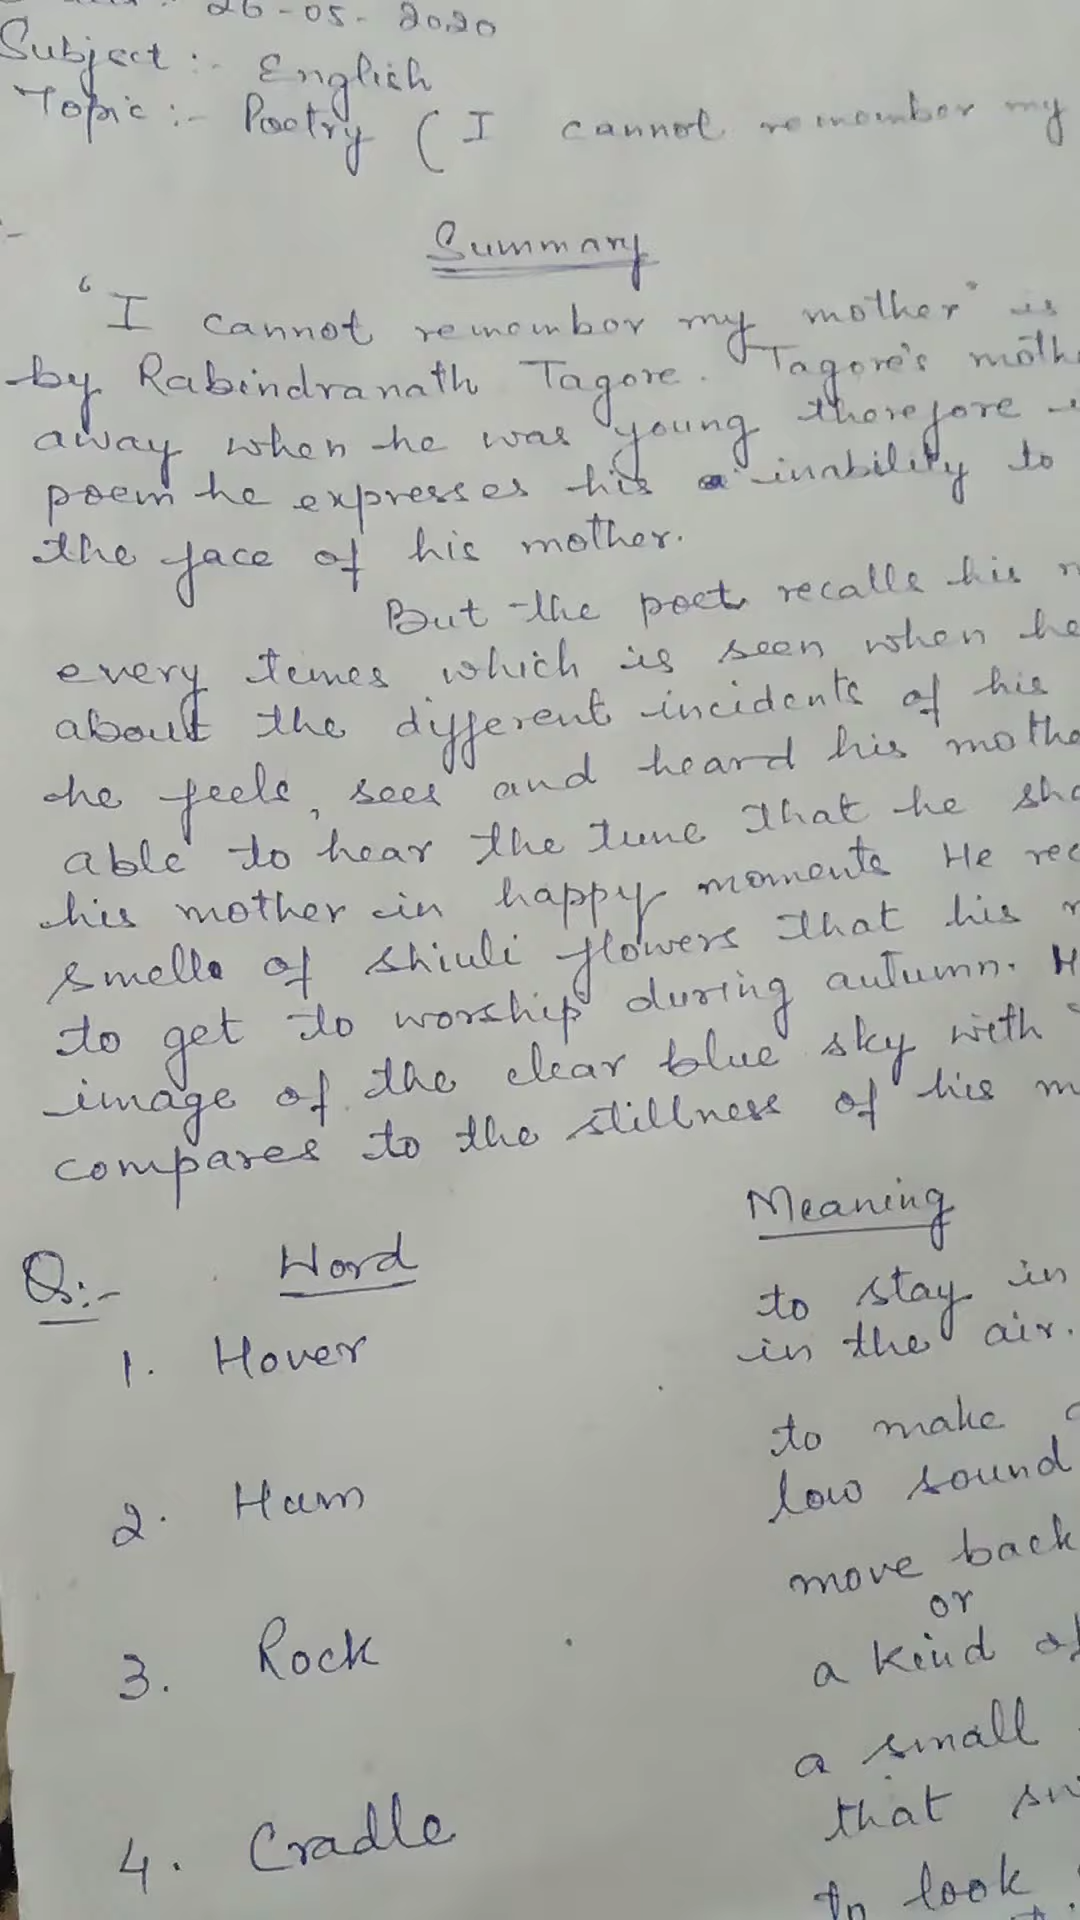 26-05-2020
Subject :- English
Topic :- Poetry ( I cannot remember my
Summary
"I cannot remember my mother" is
by Rabindranath Tagore. Tagore's
away when he was young therefore
poem he expresses his inability to
the face of his mother.
But the poet recalls his
every times which is seen when he
about the different incidents of his
he feels, sees and heard his
able to hear the tune that he
his mother in happy moments He
smells of shiuli flowers that his
to get to worship during autumn.
image of the clear blue sky with
compares to the stillness of his
Q:- Word Meaning
1. Hover to stay in
in the air.
2. Hum to make
low sound
3. Rock move back
or
a kind of
4. Cradle a small
that
to look